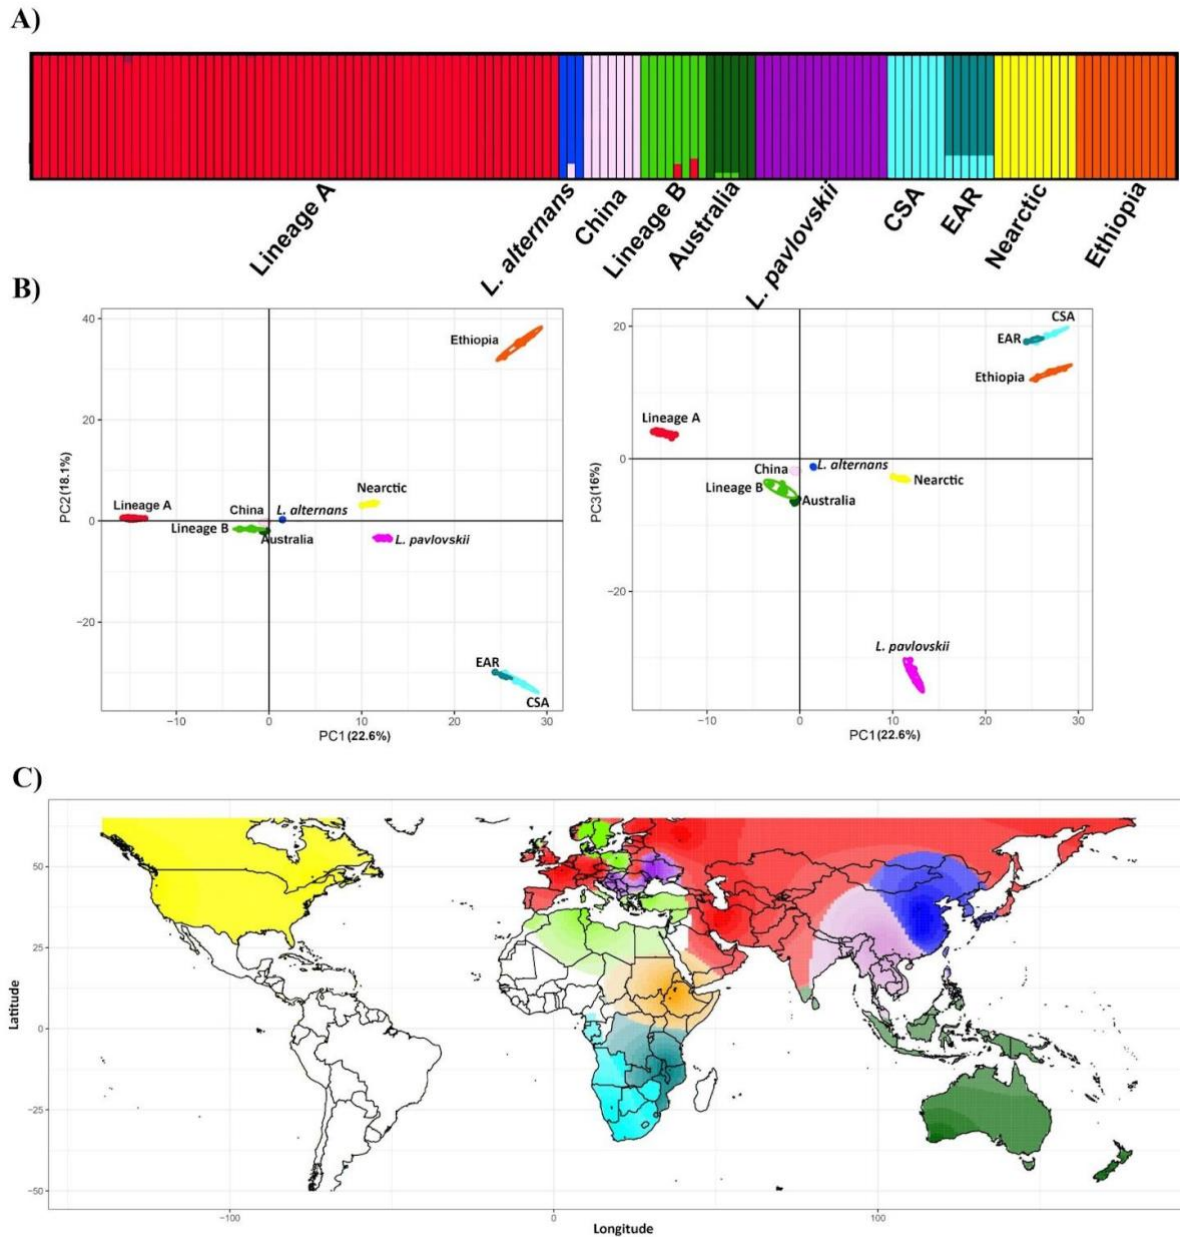 A)
Lineage A
L. alternans
China
Lineage B
Australia
L. pavlovskii
CSA
EAR
Nearctic
Ethiopia
B)
40
20
0
−20
−10
0
10
20
30
PC2(18.1%)
PC1(22.6%)
Ethiopia
Lineage A
China
L. alternans
Lineage B
Australia
Nearctic
L. pavlovskii
EAR
CSA
20
0
−20
−10
0
10
20
30
PC3(16%)
PC1(22.6%)
CSA
EAR
Ethiopia
Lineage A
China
L. alternans
Lineage B
Australia
Nearctic
L. pavlovskii
C)
50
25
0
−25
−50
Latitude
−100
0
100
Longitude